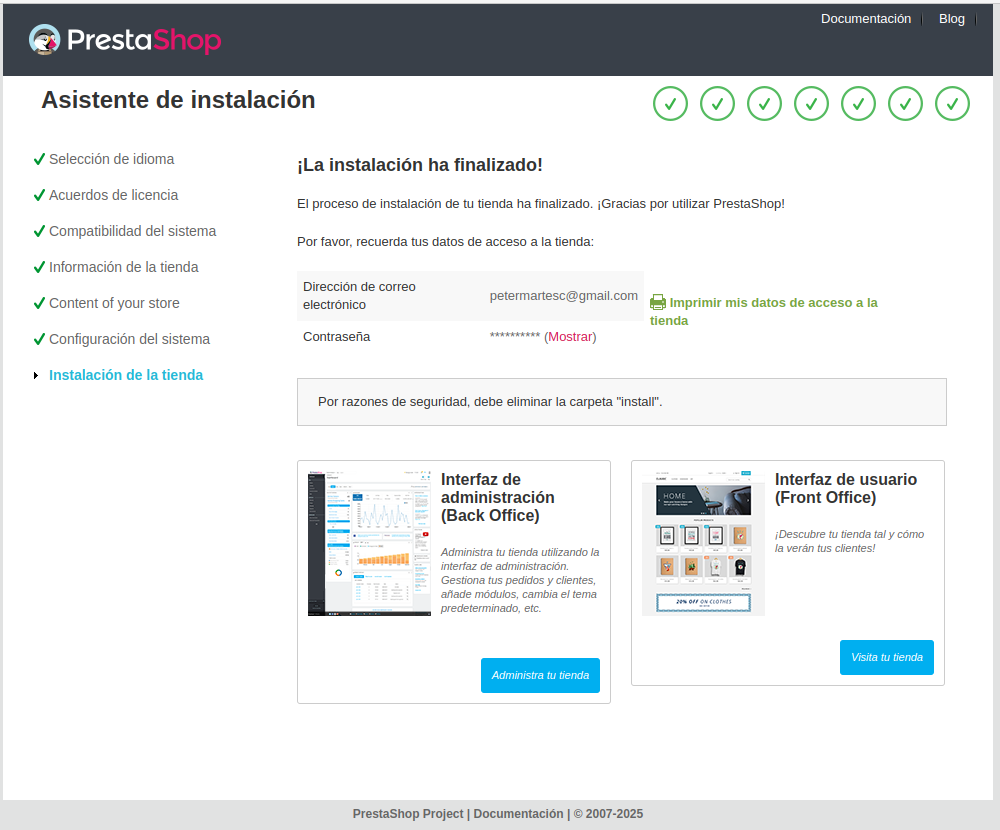 Documentación
Blog
PrestaShop
Asistente de instalación
Selección de idioma
Acuerdos de licencia
Compatibilidad del sistema
Información de la tienda
Content of your store
Configuración del sistema
Instalación de la tienda
¡La instalación ha finalizado!
El proceso de instalación de tu tienda ha finalizado. ¡Gracias por utilizar PrestaShop!
Por favor, recuerda tus datos de acceso a la tienda:
Dirección de correo
electrónico
petermartesc@gmail.com
Contraseña
********** (Mostrar)
Imprimir mis datos de acceso a la
tienda
Por razones de seguridad, debe eliminar la carpeta "install".
Interfaz de
administración
(Back Office)
Administra tu tienda utilizando la
interfaz de administración.
Gestiona tus pedidos y clientes,
añade módulos, cambia el tema
predeterminado, etc.
Administra tu tienda
HOME
20% OFF ON CLOTHES
Interfaz de usuario
(Front Office)
¡Descubre tu tienda tal y cómo
la verán tus clientes!
Visita tu tienda
PrestaShop Project | Documentación | © 2007-2025